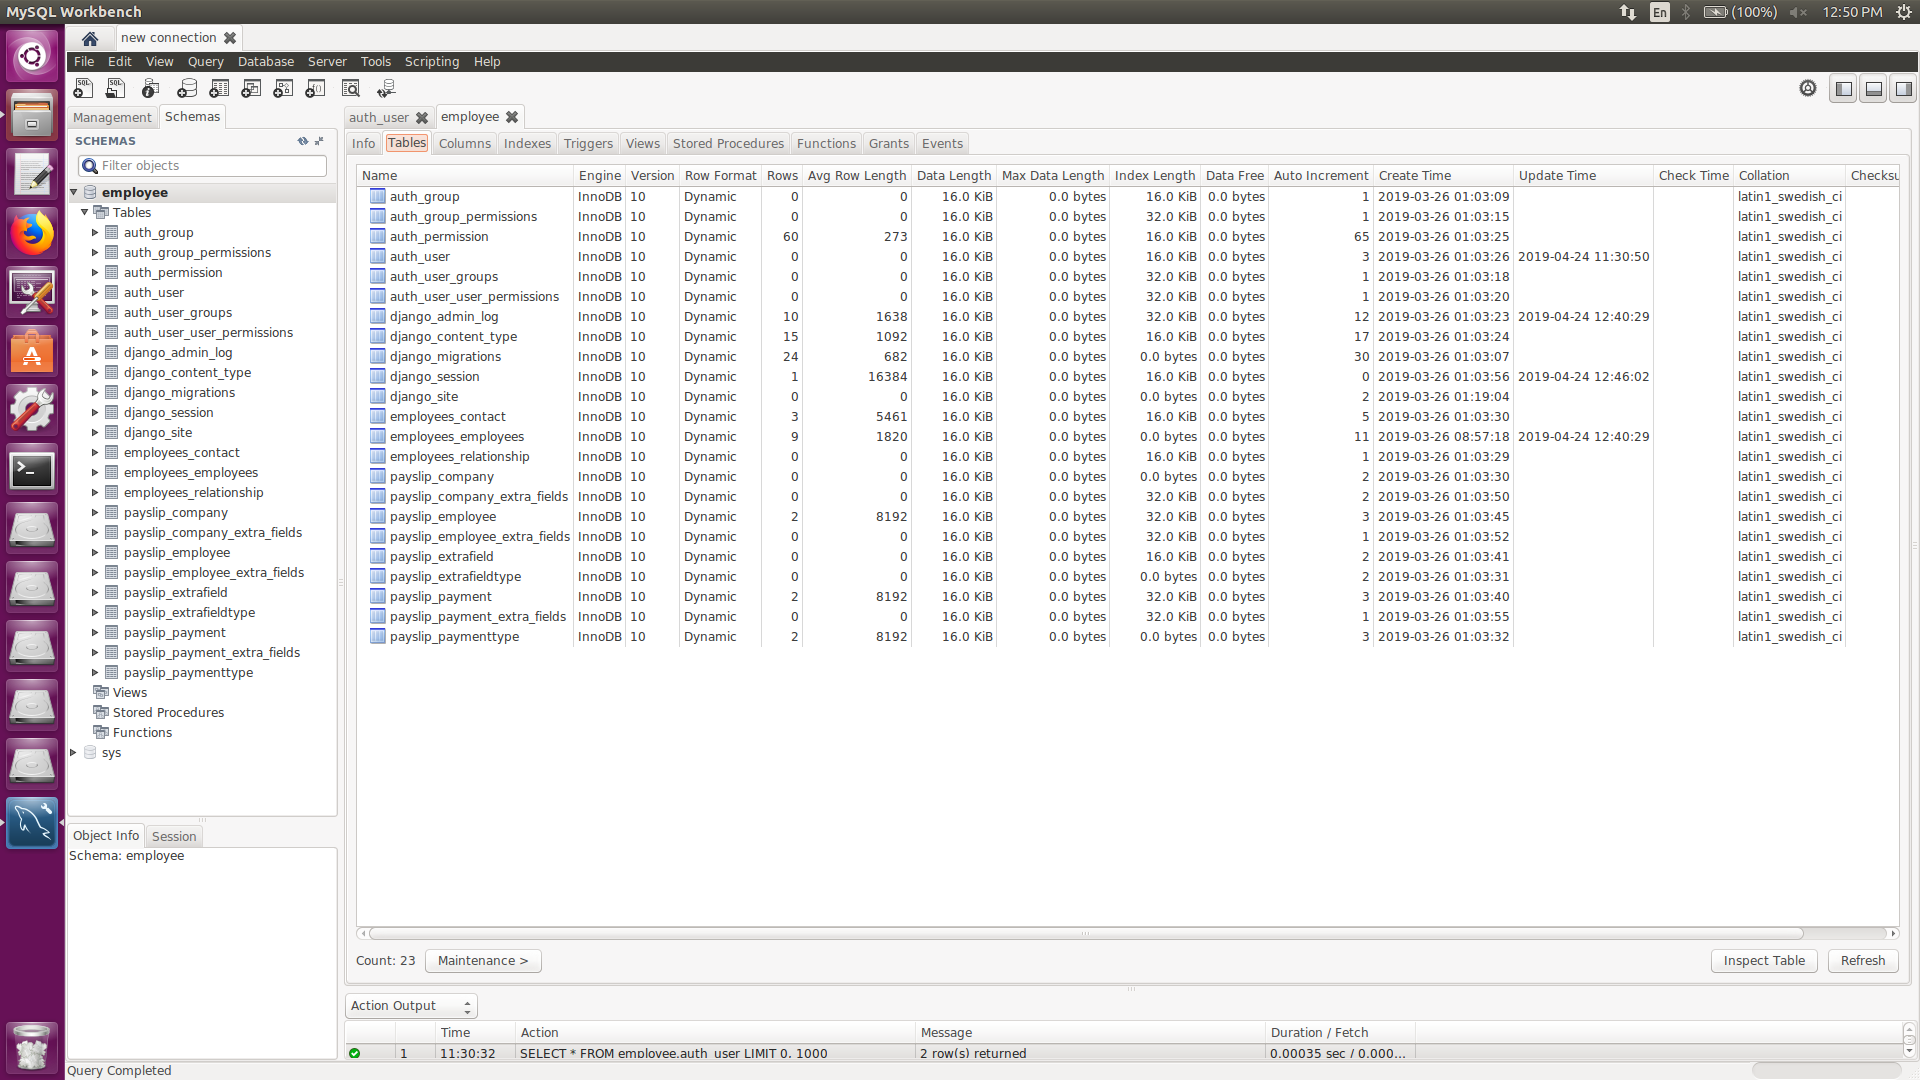 MySQL Workbench
En
(100%)
12:50 PM
new connection
File Edit View Query Database Server Tools Scripting Help
Management Schemas
SCHEMAS
Filter objects
employee
Tables
auth_group
auth_group_permissions
auth_permission
auth_user
auth_user_groups
auth_user_user_permissions
django_admin_log
django_content_type
django_migrations
django_session
django_site
employees_contact
employees_employees
employees_relationship
payslip_company
payslip_company_extra_fields
payslip_employee
payslip_employee_extra_fields
payslip_extrafield
payslip_extrafieldtype
payslip_payment
payslip_payment_extra_fields
payslip_paymenttype
Views
Stored Procedures
Functions
sys
Object Info Session
Schema: employee
auth_user employee
Info Tables Columns Indexes Triggers Views Stored Procedures Functions Grants Events
Name Engine Version Row Format Rows Avg Row Length Data Length Max Data Length Index Length Data Free Auto Increment Create Time Update Time Check Time Collation Checksu
auth_group InnoDB 10 Dynamic 0 0 16.0 KiB 0.0 bytes 16.0 KiB 0.0 bytes 1 2019-03-26 01:03:09 latin1_swedish_ci
auth_group_permissions InnoDB 10 Dynamic 0 0 16.0 KiB 0.0 bytes 32.0 KiB 0.0 bytes 1 2019-03-26 01:03:15 latin1_swedish_ci
auth_permission InnoDB 10 Dynamic 60 273 16.0 KiB 0.0 bytes 16.0 KiB 0.0 bytes 65 2019-03-26 01:03:25 latin1_swedish_ci
auth_user InnoDB 10 Dynamic 0 0 16.0 KiB 0.0 bytes 16.0 KiB 0.0 bytes 3 2019-03-26 01:03:26 2019-04-24 11:30:50 latin1_swedish_ci
auth_user_groups InnoDB 10 Dynamic 0 0 16.0 KiB 0.0 bytes 32.0 KiB 0.0 bytes 1 2019-03-26 01:03:18 latin1_swedish_ci
auth_user_user_permissions InnoDB 10 Dynamic 0 0 16.0 KiB 0.0 bytes 32.0 KiB 0.0 bytes 1 2019-03-26 01:03:20 latin1_swedish_ci
django_admin_log InnoDB 10 Dynamic 10 1638 16.0 KiB 0.0 bytes 32.0 KiB 0.0 bytes 12 2019-03-26 01:03:23 2019-04-24 12:40:29 latin1_swedish_ci
django_content_type InnoDB 10 Dynamic 15 1092 16.0 KiB 0.0 bytes 16.0 KiB 0.0 bytes 17 2019-03-26 01:03:24 latin1_swedish_ci
django_migrations InnoDB 10 Dynamic 24 682 16.0 KiB 0.0 bytes 0.0 bytes 0.0 bytes 30 2019-03-26 01:03:07 latin1_swedish_ci
django_session InnoDB 10 Dynamic 1 16384 16.0 KiB 0.0 bytes 16.0 KiB 0.0 bytes 0 2019-03-26 01:03:56 2019-04-24 12:46:02 latin1_swedish_ci
django_site InnoDB 10 Dynamic 0 0 16.0 KiB 0.0 bytes 0.0 bytes 0.0 bytes 2 2019-03-26 01:19:04 latin1_swedish_ci
employees_contact InnoDB 10 Dynamic 3 5461 16.0 KiB 0.0 bytes 16.0 KiB 0.0 bytes 5 2019-03-26 01:03:30 latin1_swedish_ci
employees_employees InnoDB 10 Dynamic 9 1820 16.0 KiB 0.0 bytes 0.0 bytes 0.0 bytes 11 2019-03-26 08:57:18 2019-04-24 12:40:29 latin1_swedish_ci
employees_relationship InnoDB 10 Dynamic 0 0 16.0 KiB 0.0 bytes 16.0 KiB 0.0 bytes 1 2019-03-26 01:03:29 latin1_swedish_ci
payslip_company InnoDB 10 Dynamic 0 0 16.0 KiB 0.0 bytes 0.0 bytes 0.0 bytes 2 2019-03-26 01:03:30 latin1_swedish_ci
payslip_company_extra_fields InnoDB 10 Dynamic 0 0 16.0 KiB 0.0 bytes 32.0 KiB 0.0 bytes 2 2019-03-26 01:03:50 latin1_swedish_ci
payslip_employee InnoDB 10 Dynamic 2 8192 16.0 KiB 0.0 bytes 32.0 KiB 0.0 bytes 3 2019-03-26 01:03:45 latin1_swedish_ci
payslip_employee_extra_fields InnoDB 10 Dynamic 0 0 16.0 KiB 0.0 bytes 32.0 KiB 0.0 bytes 1 2019-03-26 01:03:52 latin1_swedish_ci
payslip_extrafield InnoDB 10 Dynamic 0 0 16.0 KiB 0.0 bytes 16.0 KiB 0.0 bytes 2 2019-03-26 01:03:41 latin1_swedish_ci
payslip_extrafieldtype InnoDB 10 Dynamic 0 0 16.0 KiB 0.0 bytes 0.0 bytes 0.0 bytes 2 2019-03-26 01:03:31 latin1_swedish_ci
payslip_payment InnoDB 10 Dynamic 2 8192 16.0 KiB 0.0 bytes 32.0 KiB 0.0 bytes 3 2019-03-26 01:03:40 latin1_swedish_ci
payslip_payment_extra_fields InnoDB 10 Dynamic 0 0 16.0 KiB 0.0 bytes 32.0 KiB 0.0 bytes 1 2019-03-26 01:03:55 latin1_swedish_ci
payslip_paymenttype InnoDB 10 Dynamic 2 8192 16.0 KiB 0.0 bytes 0.0 bytes 0.0 bytes 3 2019-03-26 01:03:32 latin1_swedish_ci
Count: 23 Maintenance > Inspect Table Refresh
Action Output
Time Action Message Duration / Fetch
1 11:30:32 SELECT * FROM employee.auth_user LIMIT 0, 1000 2 row(s) returned 0.00035 sec / 0.000...
Query Completed